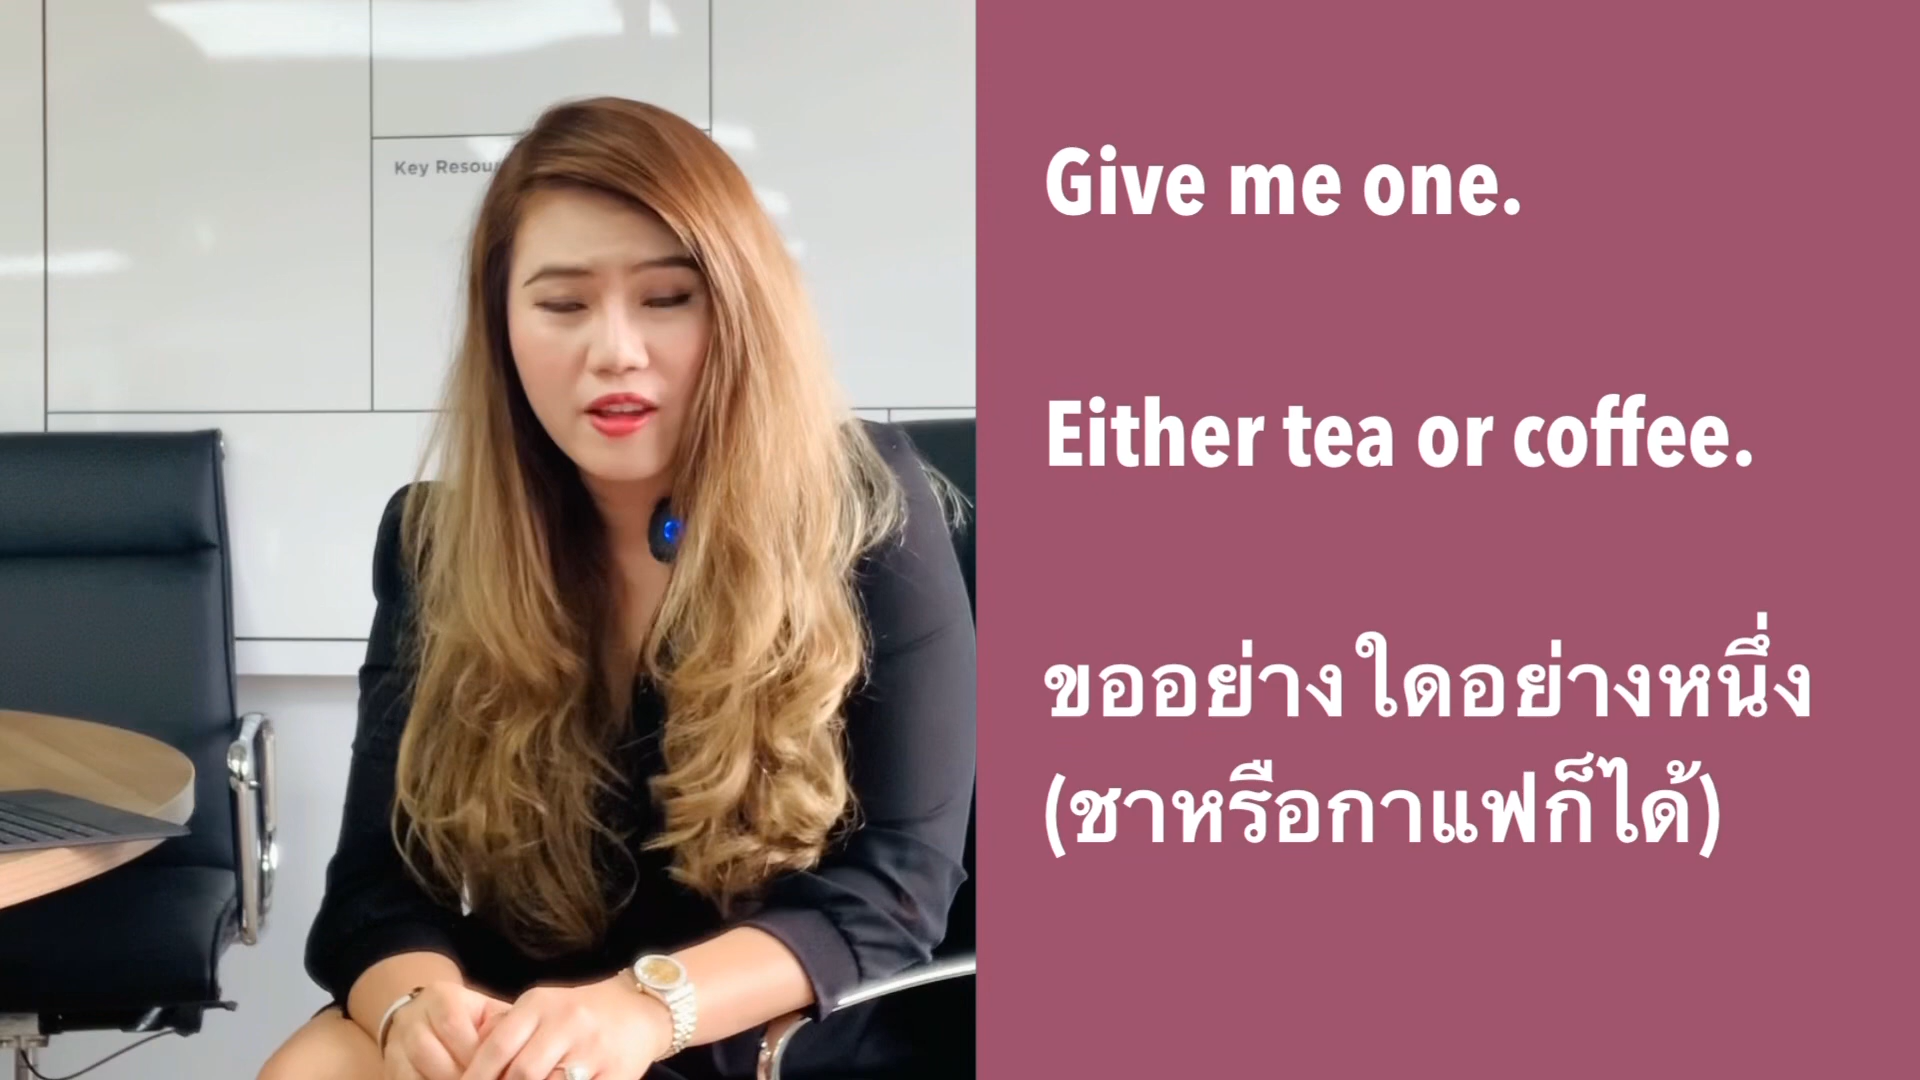 Key Resou
Give me one.
Either tea or coffee.
ขออย่างใดอย่างหนึ่ง
(ชาหรือกาแฟก็ได้)